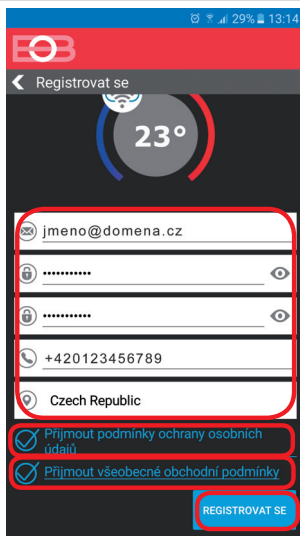 29% 13:14
EOB
Registrovat se
23°
jmeno@domena.cz
•••••••••••
•••••••••••
+420123456789
Czech Republic
Přijmout podmínky ochrany osobních
údajů
Přijmout všeobecné obchodní podmínky
REGISTROVAT SE